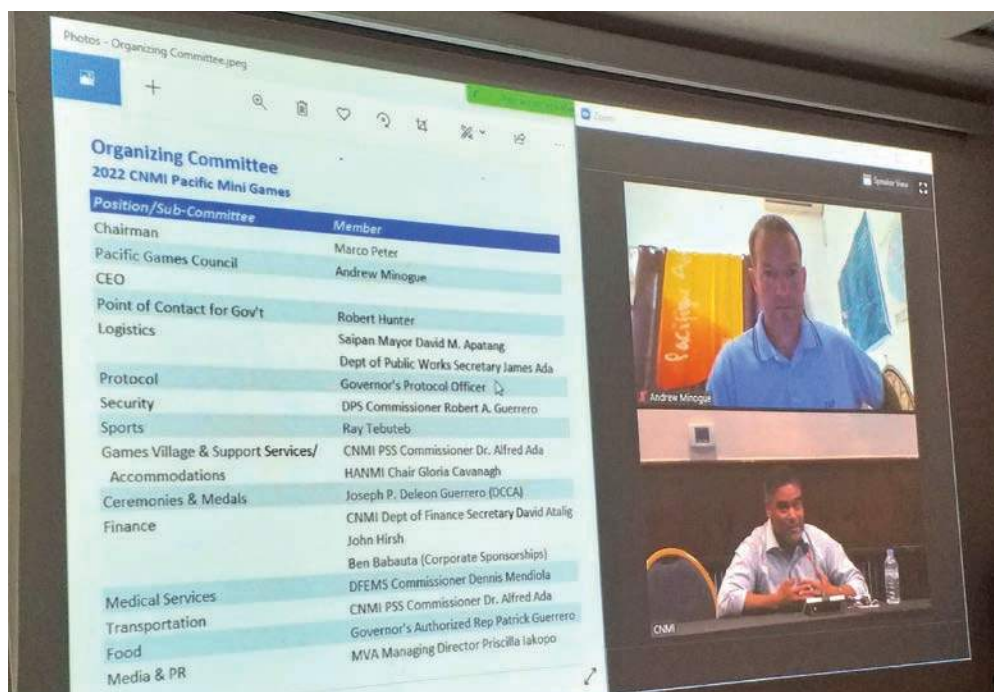 Photos - Organizing Committee.jpeg
Organizing Committee
2022 CNMI Pacific Mini Games
Position/Sub-Committee Member
Chairman Marco Peter
Pacific Games Council Andrew Minogue
CEO
Point of Contact for Gov't Robert Hunter
Logistics Saipan Mayor David M. Apatang
Dept of Public Works Secretary James Ada
Protocol Governor's Protocol Officer
Security DPS Commissioner Robert A. Guerrero
Sports Ray Tebuteb
Games Village & Support Services/ CNMI PSS Commissioner Dr. Alfred Ada
Accommodations HANMI Chair Gloria Cavanagh
Ceremonies & Medals Joseph P. Deleon Guerrero (DCCA)
Finance CNMI Dept of Finance Secretary David Atalig
John Hirsh
Ben Babauta (Corporate Sponsorships)
Medical Services DFEMS Commissioner Dennis Mendiola
Transportation CNMI PSS Commissioner Dr. Alfred Ada
Food Governor's Authorized Rep Patrick Guerrero
Media & PR MVA Managing Director Priscilla Iakopo
Zoom
Speaker View
Pacifique
Andrew Minogue
CNMI